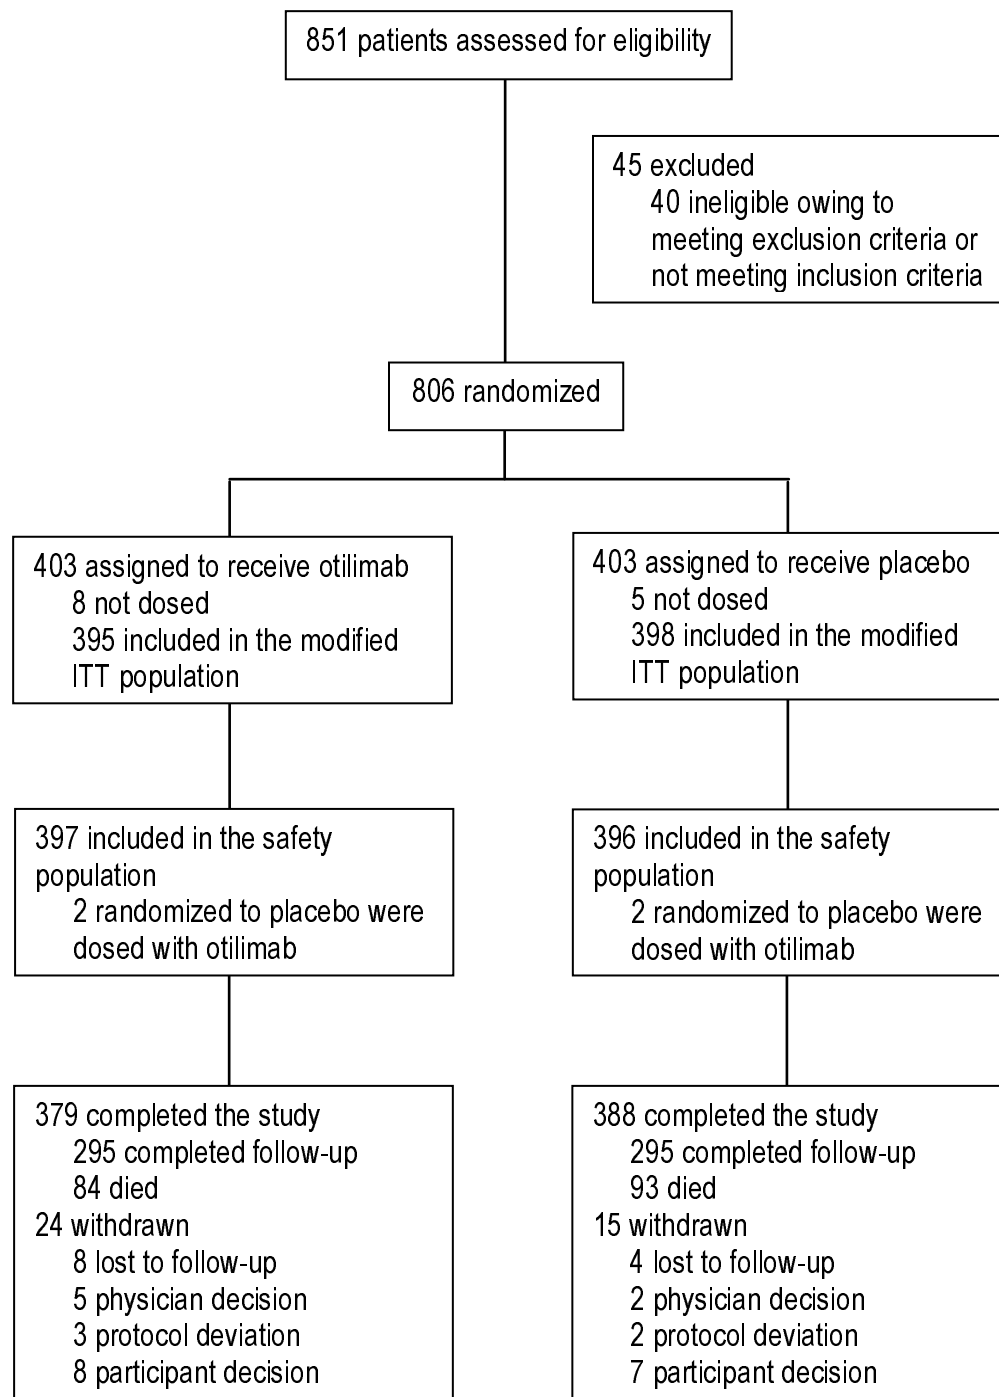 851 patients assessed for eligibility
45 excluded
40 ineligible owing to
meeting exclusion criteria or
not meeting inclusion criteria
806 randomized
403 assigned to receive otilimab
8 not dosed
395 included in the modified
ITT population
403 assigned to receive placebo
5 not dosed
398 included in the modified
ITT population
397 included in the safety
population
2 randomized to placebo were
dosed with otilimab
396 included in the safety
population
2 randomized to placebo were
dosed with otilimab
379 completed the study
295 completed follow-up
84 died
24 withdrawn
8 lost to follow-up
5 physician decision
3 protocol deviation
8 participant decision
388 completed the study
295 completed follow-up
93 died
15 withdrawn
4 lost to follow-up
2 physician decision
2 protocol deviation
7 participant decision